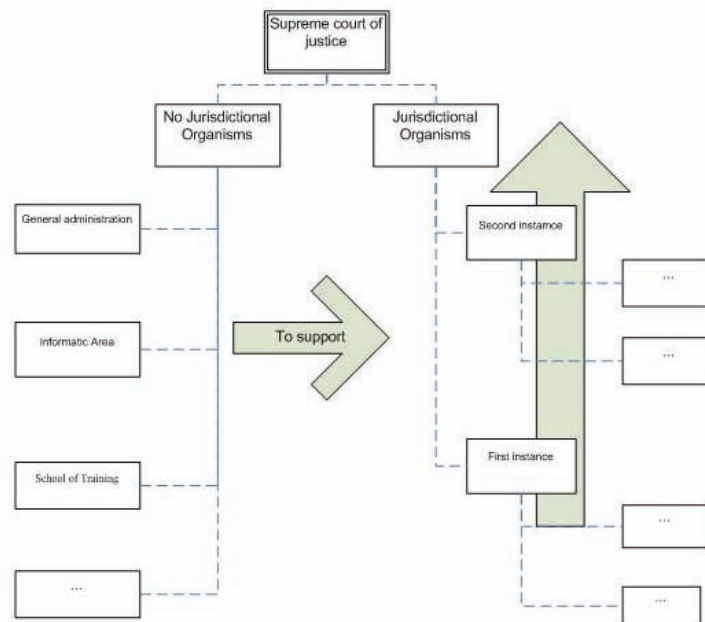 Supreme court of
justice
No Jurisdictional
Organisms
Jurisdictional
Organisms
General administration
Second instamce
...
Informatic Area
To support
...
First instance
School of Training
...
...
...